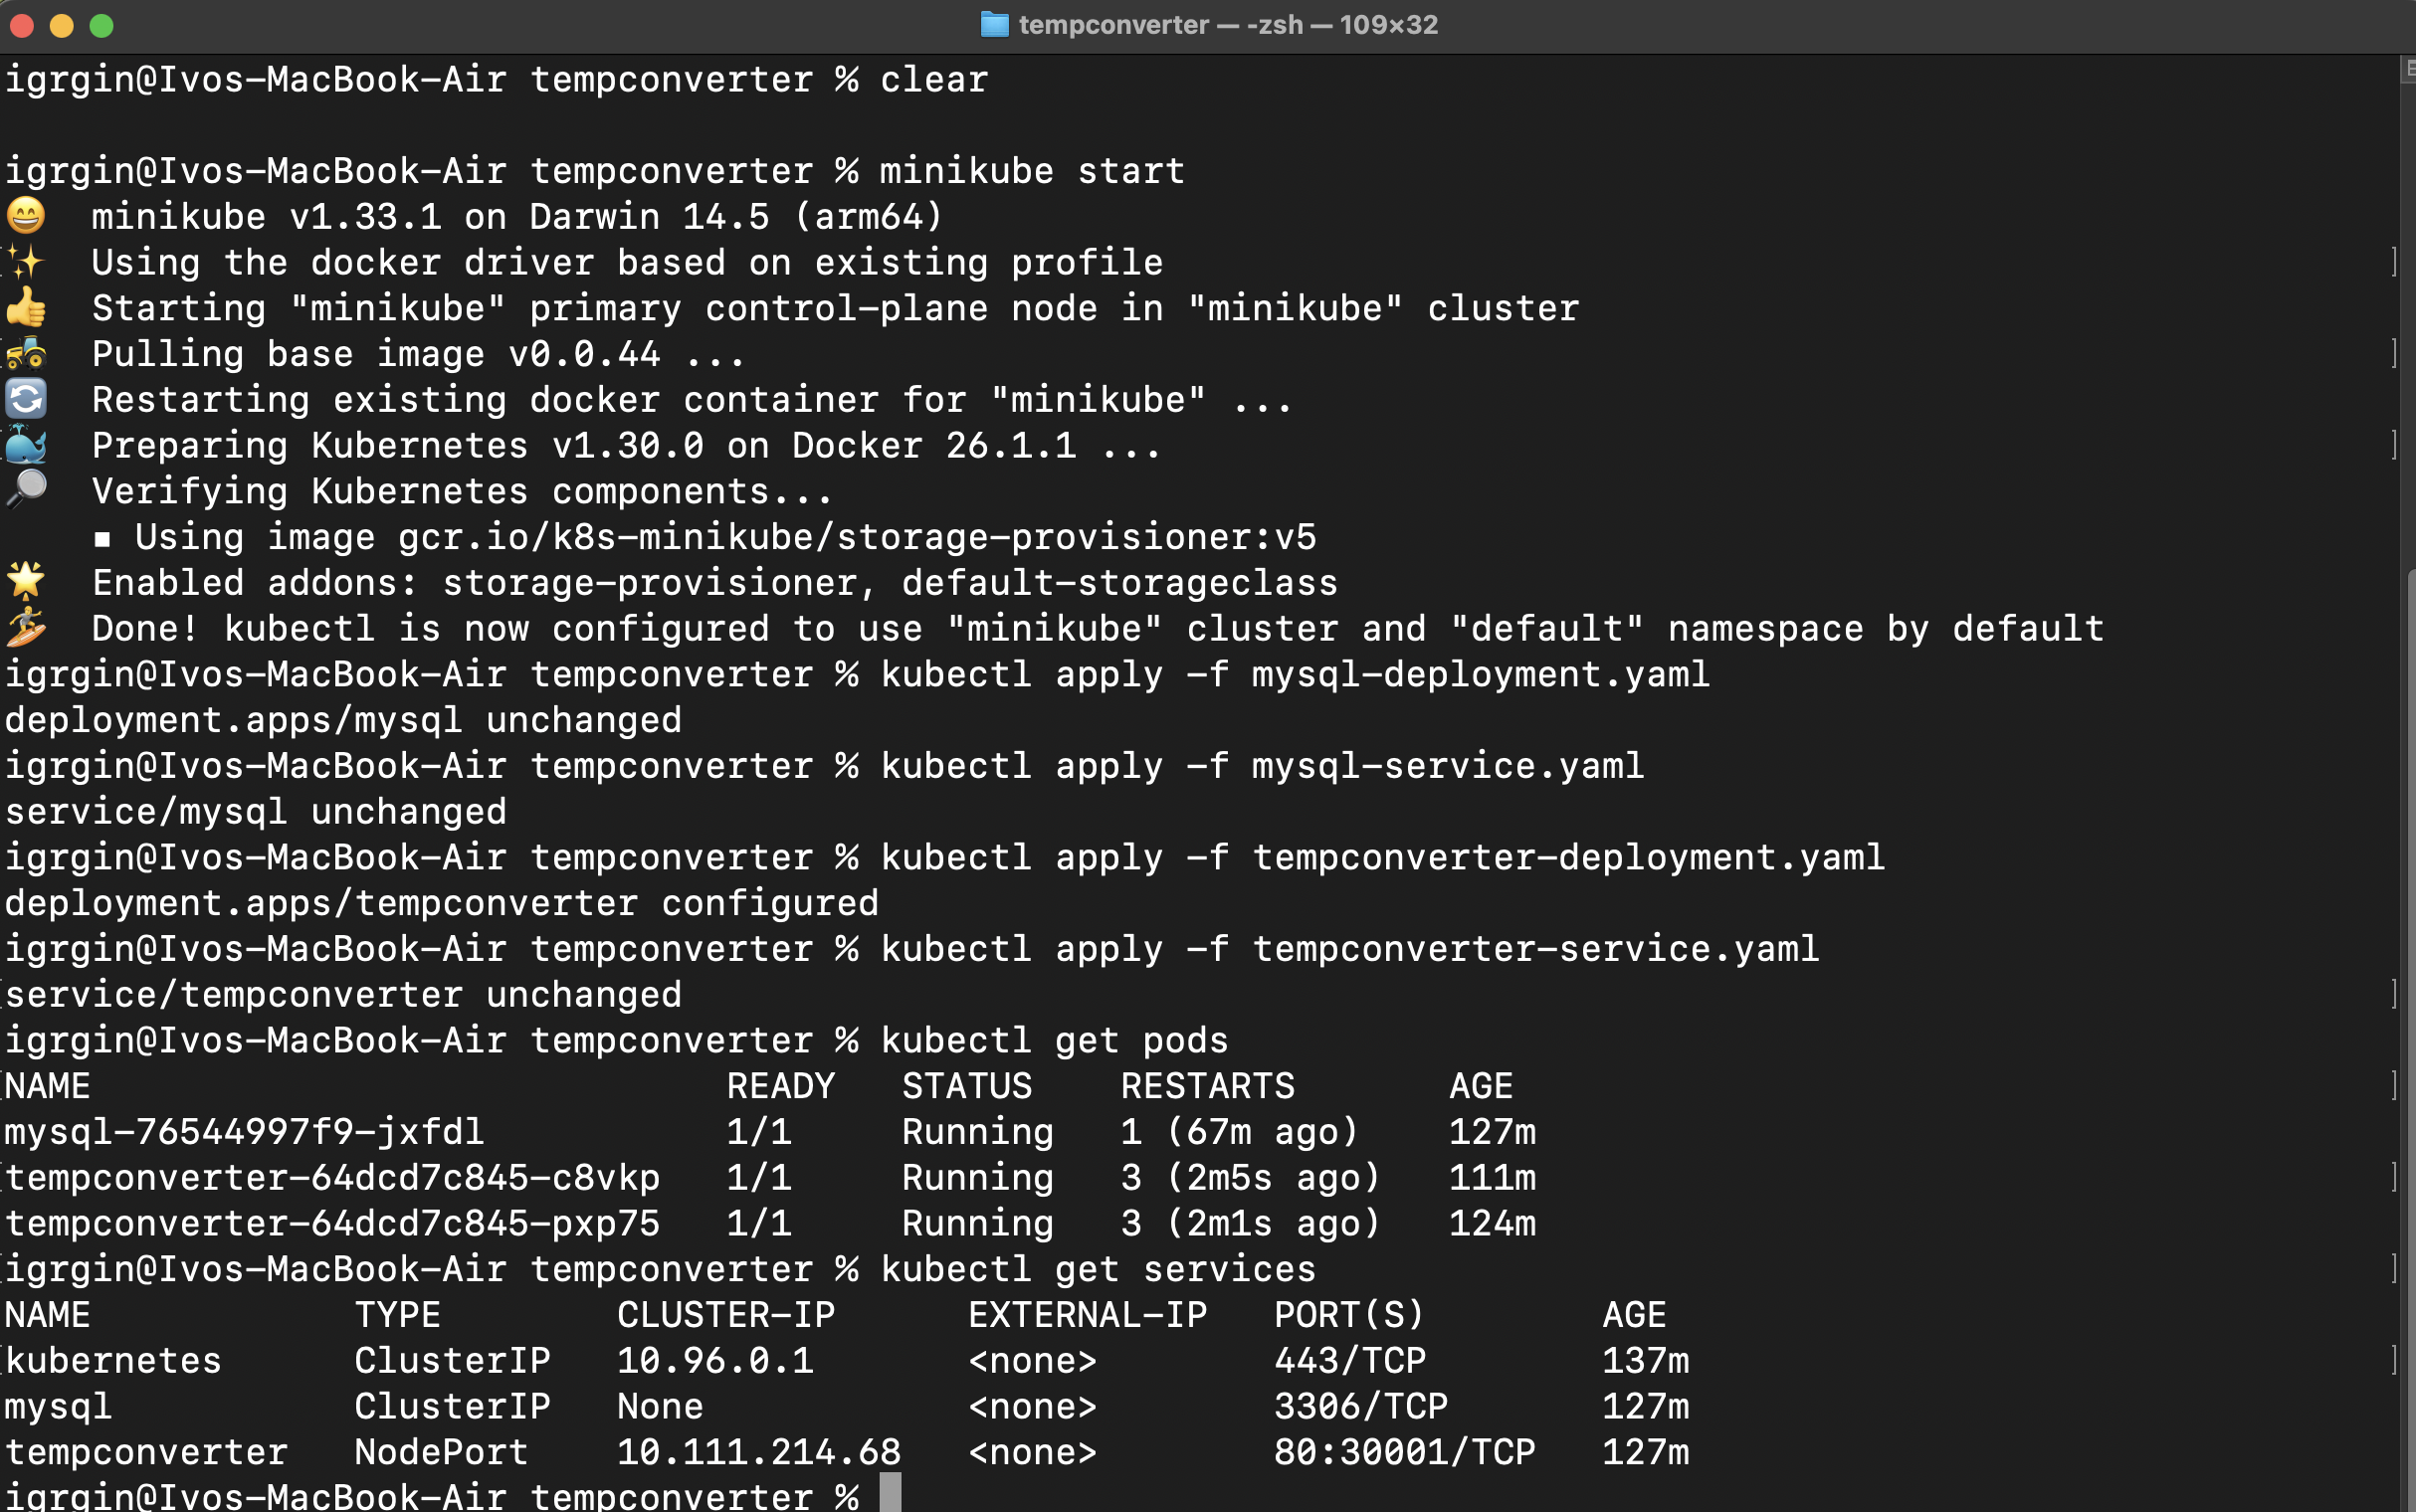 tempconverter — -zsh — 109×32
igrgin@Ivos-MacBook-Air tempconverter % clear
igrgin@Ivos-MacBook-Air tempconverter % minikube start
😄  minikube v1.33.1 on Darwin 14.5 (arm64)
✨  Using the docker driver based on existing profile
👍  Starting "minikube" primary control-plane node in "minikube" cluster
🚜  Pulling base image v0.0.44 ...
🔄  Restarting existing docker container for "minikube" ...
🐳  Preparing Kubernetes v1.30.0 on Docker 26.1.1 ...
🔎  Verifying Kubernetes components...
    ▪ Using image gcr.io/k8s-minikube/storage-provisioner:v5
🌟  Enabled addons: storage-provisioner, default-storageclass
🏄  Done! kubectl is now configured to use "minikube" cluster and "default" namespace by default
igrgin@Ivos-MacBook-Air tempconverter % kubectl apply -f mysql-deployment.yaml
deployment.apps/mysql unchanged
igrgin@Ivos-MacBook-Air tempconverter % kubectl apply -f mysql-service.yaml
service/mysql unchanged
igrgin@Ivos-MacBook-Air tempconverter % kubectl apply -f tempconverter-deployment.yaml
deployment.apps/tempconverter configured
igrgin@Ivos-MacBook-Air tempconverter % kubectl apply -f tempconverter-service.yaml
service/tempconverter unchanged
igrgin@Ivos-MacBook-Air tempconverter % kubectl get pods
NAME                             READY   STATUS    RESTARTS       AGE
mysql-76544997f9-jxfdl           1/1     Running   1 (67m ago)    127m
tempconverter-64dcd7c845-c8vkp   1/1     Running   3 (2m5s ago)   111m
tempconverter-64dcd7c845-pxp75   1/1     Running   3 (2m1s ago)   124m
igrgin@Ivos-MacBook-Air tempconverter % kubectl get services
NAME            TYPE        CLUSTER-IP      EXTERNAL-IP   PORT(S)        AGE
kubernetes      ClusterIP   10.96.0.1       <none>        443/TCP        137m
mysql           ClusterIP   None            <none>        3306/TCP       127m
tempconverter   NodePort    10.111.214.68   <none>        80:30001/TCP   127m
igrgin@Ivos-MacBook-Air tempconverter %